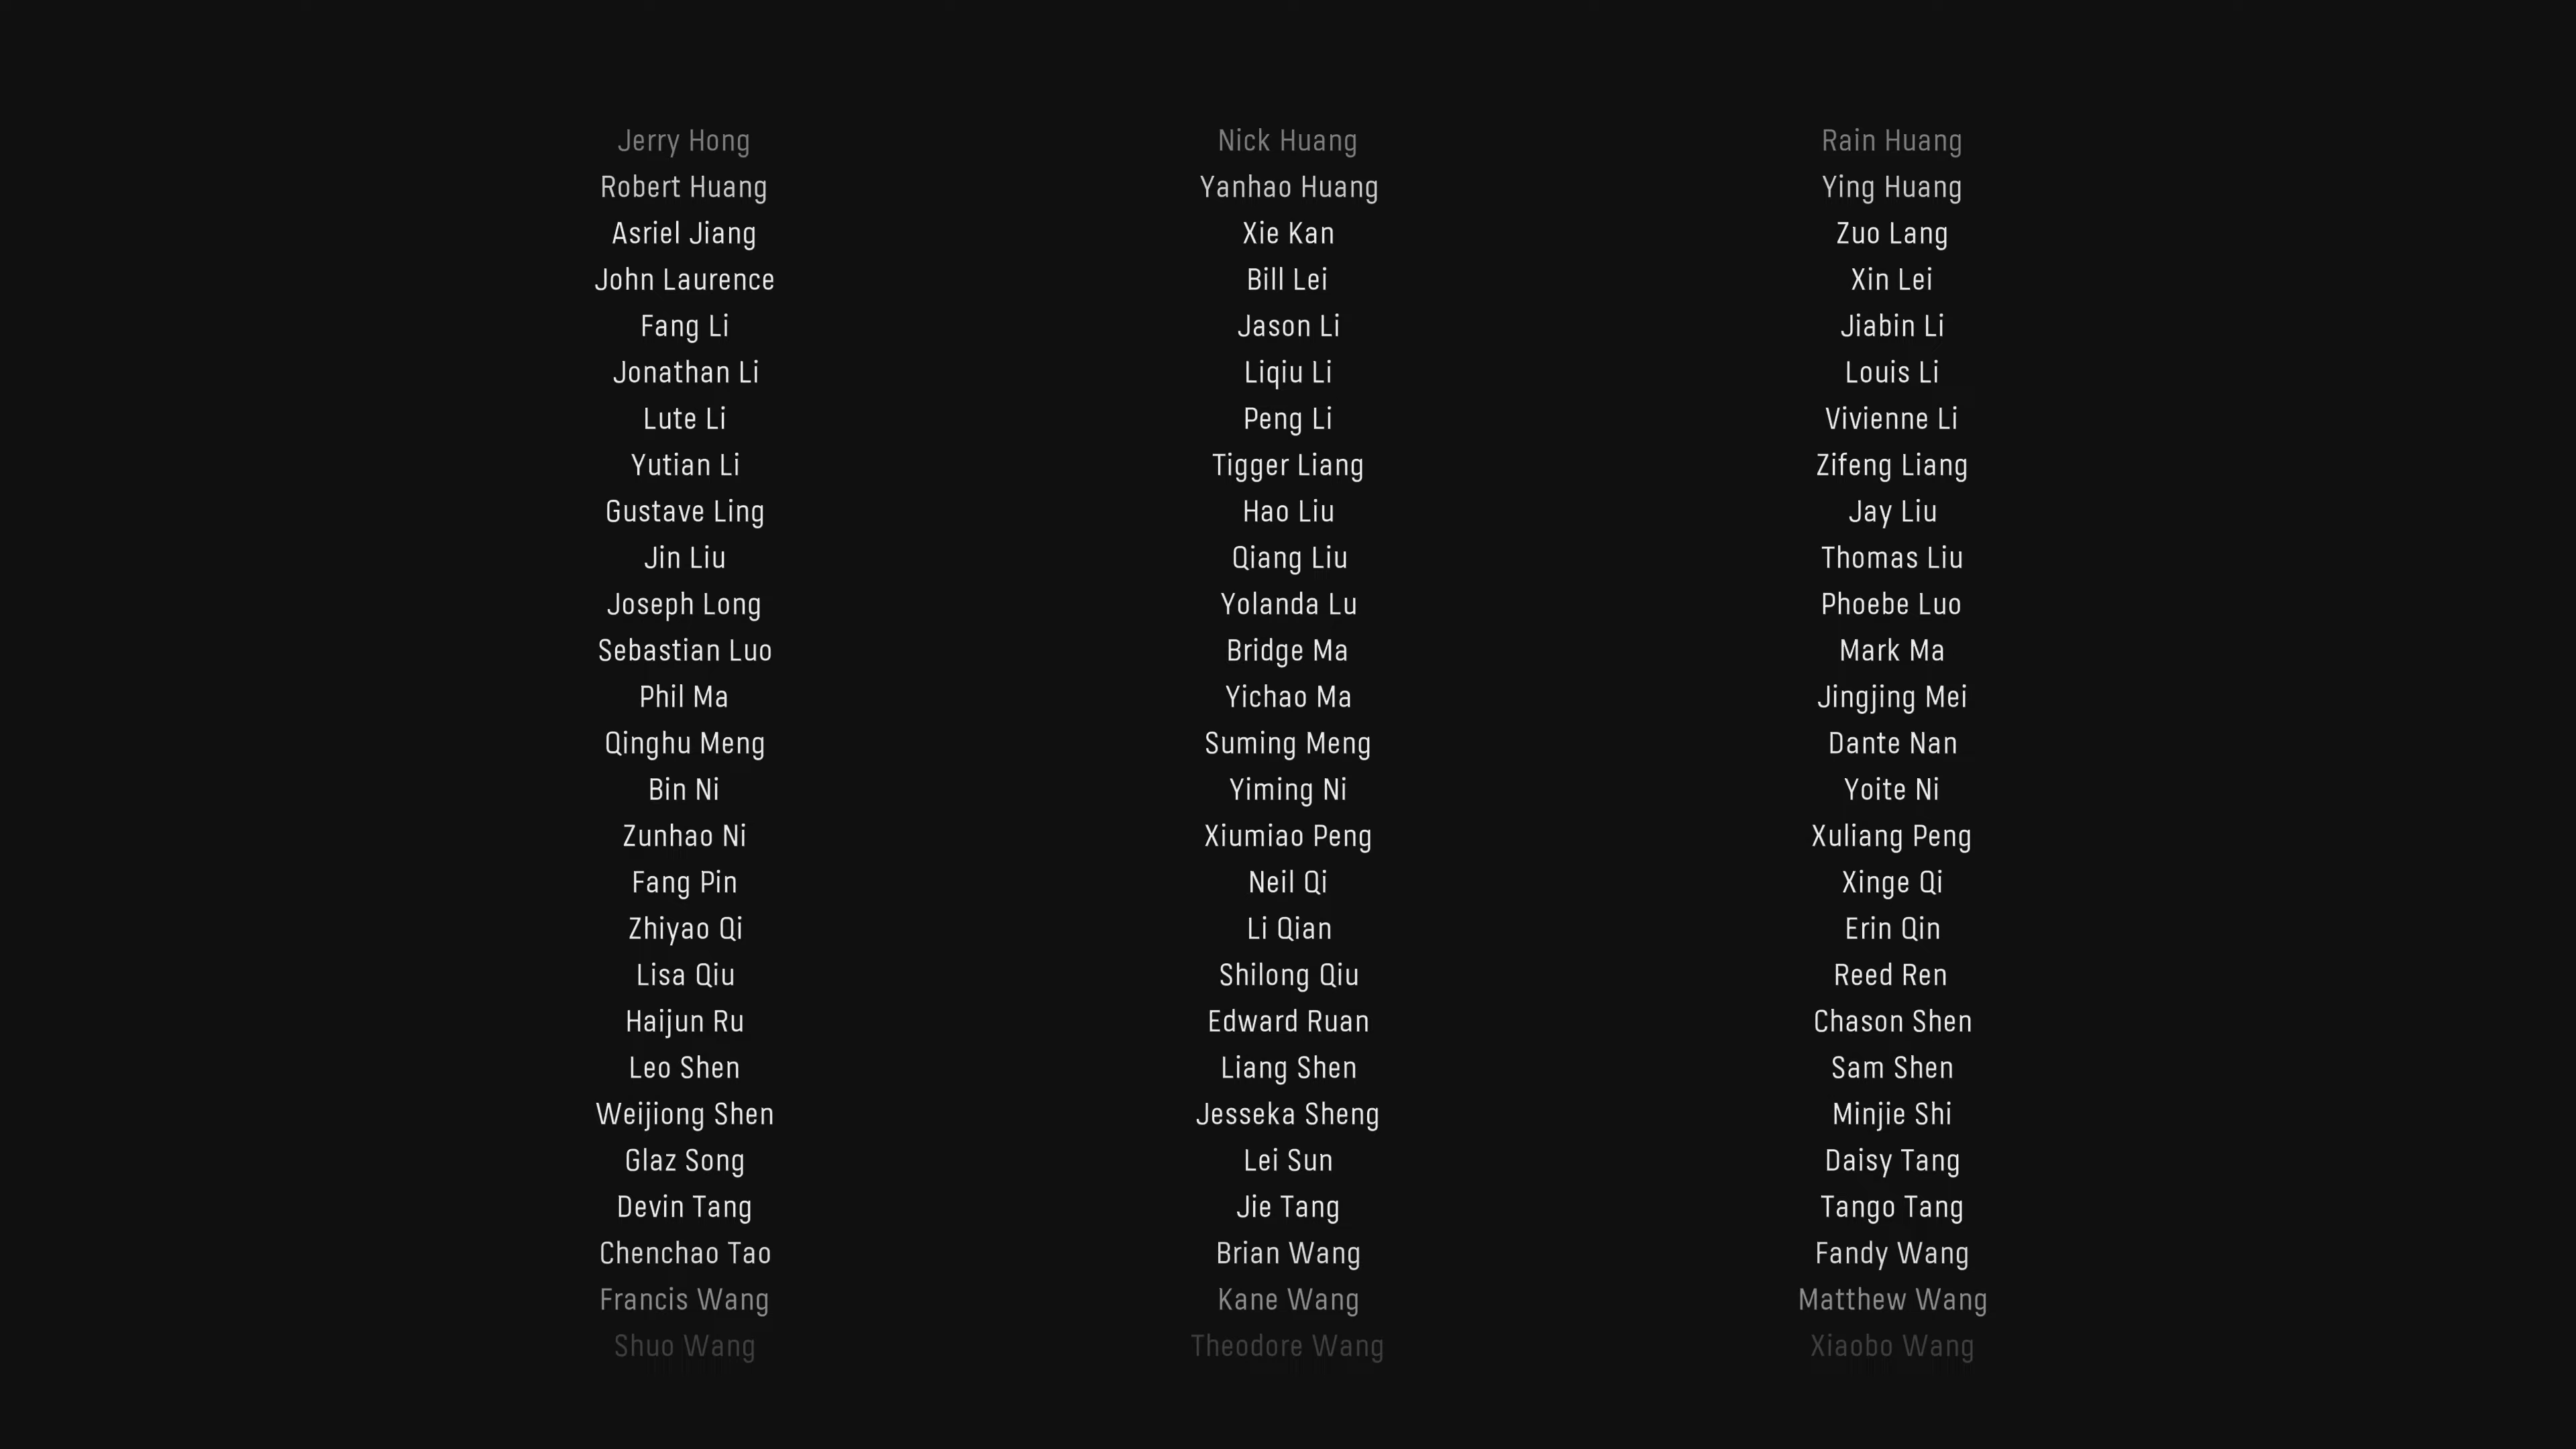 Jerry Hong Nick Huang Rain Huang
Robert Huang Yanhao Huang Ying Huang
Asriel Jiang Xie Kan Zuo Lang
John Laurence Bill Lei Xin Lei
Fang Li Jason Li Jiabin Li
Jonathan Li Liqiu Li Louis Li
Lute Li Peng Li Vivienne Li
Yutian Li Tigger Liang Zifeng Liang
Gustave Ling Hao Liu Jay Liu
Jin Liu Qiang Liu Thomas Liu
Joseph Long Yolanda Lu Phoebe Luo
Sebastian Luo Bridge Ma Mark Ma
Phil Ma Yichao Ma Jingjing Mei
Qinghu Meng Suming Meng Dante Nan
Bin Ni Yiming Ni Yoite Ni
Zunhao Ni Xiumiao Peng Xuliang Peng
Fang Pin Neil Qi Xinge Qi
Zhiyao Qi Li Qian Erin Qin
Lisa Qiu Shilong Qiu Reed Ren
Haijun Ru Edward Ruan Chason Shen
Leo Shen Liang Shen Sam Shen
Weijiong Shen Jesseka Sheng Minjie Shi
Glaz Song Lei Sun Daisy Tang
Devin Tang Jie Tang Tango Tang
Chenchao Tao Brian Wang Fandy Wang
Francis Wang Kane Wang Matthew Wang
Shuo Wang Theodore Wang Xiaobo Wang